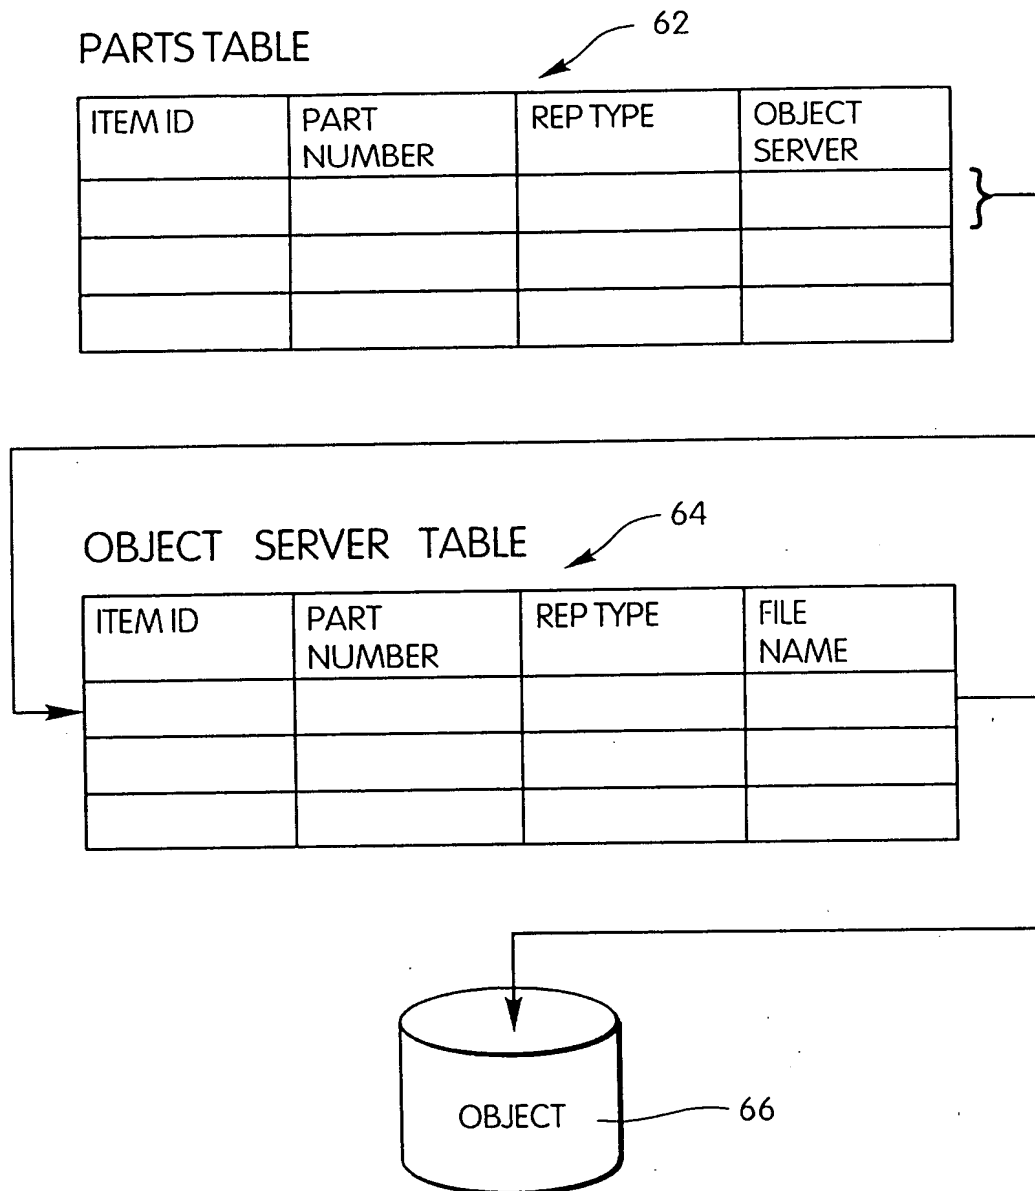 62
PARTS TABLE
ITEM ID
PART
NUMBER
REP TYPE
OBJECT
SERVER
64
OBJECT SERVER TABLE
ITEM ID
PART
NUMBER
REP TYPE
FILE
NAME
OBJECT
66